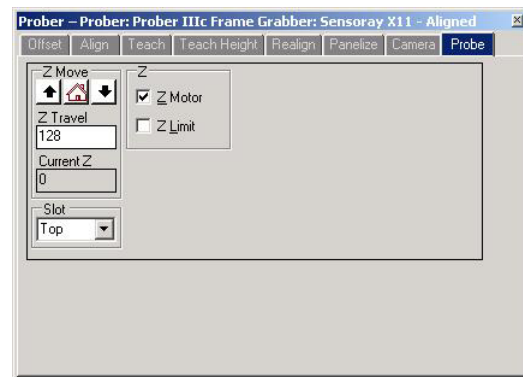 Prober – Prober: Prober IIIc Frame Grabber: Sensoray X11 - Aligned
Offset Align Teach Teach Height Realign Panelize Camera Probe
Z Move Z
Z Motor
Z Travel
128
Z Limit
Current Z
0
Slot
Top